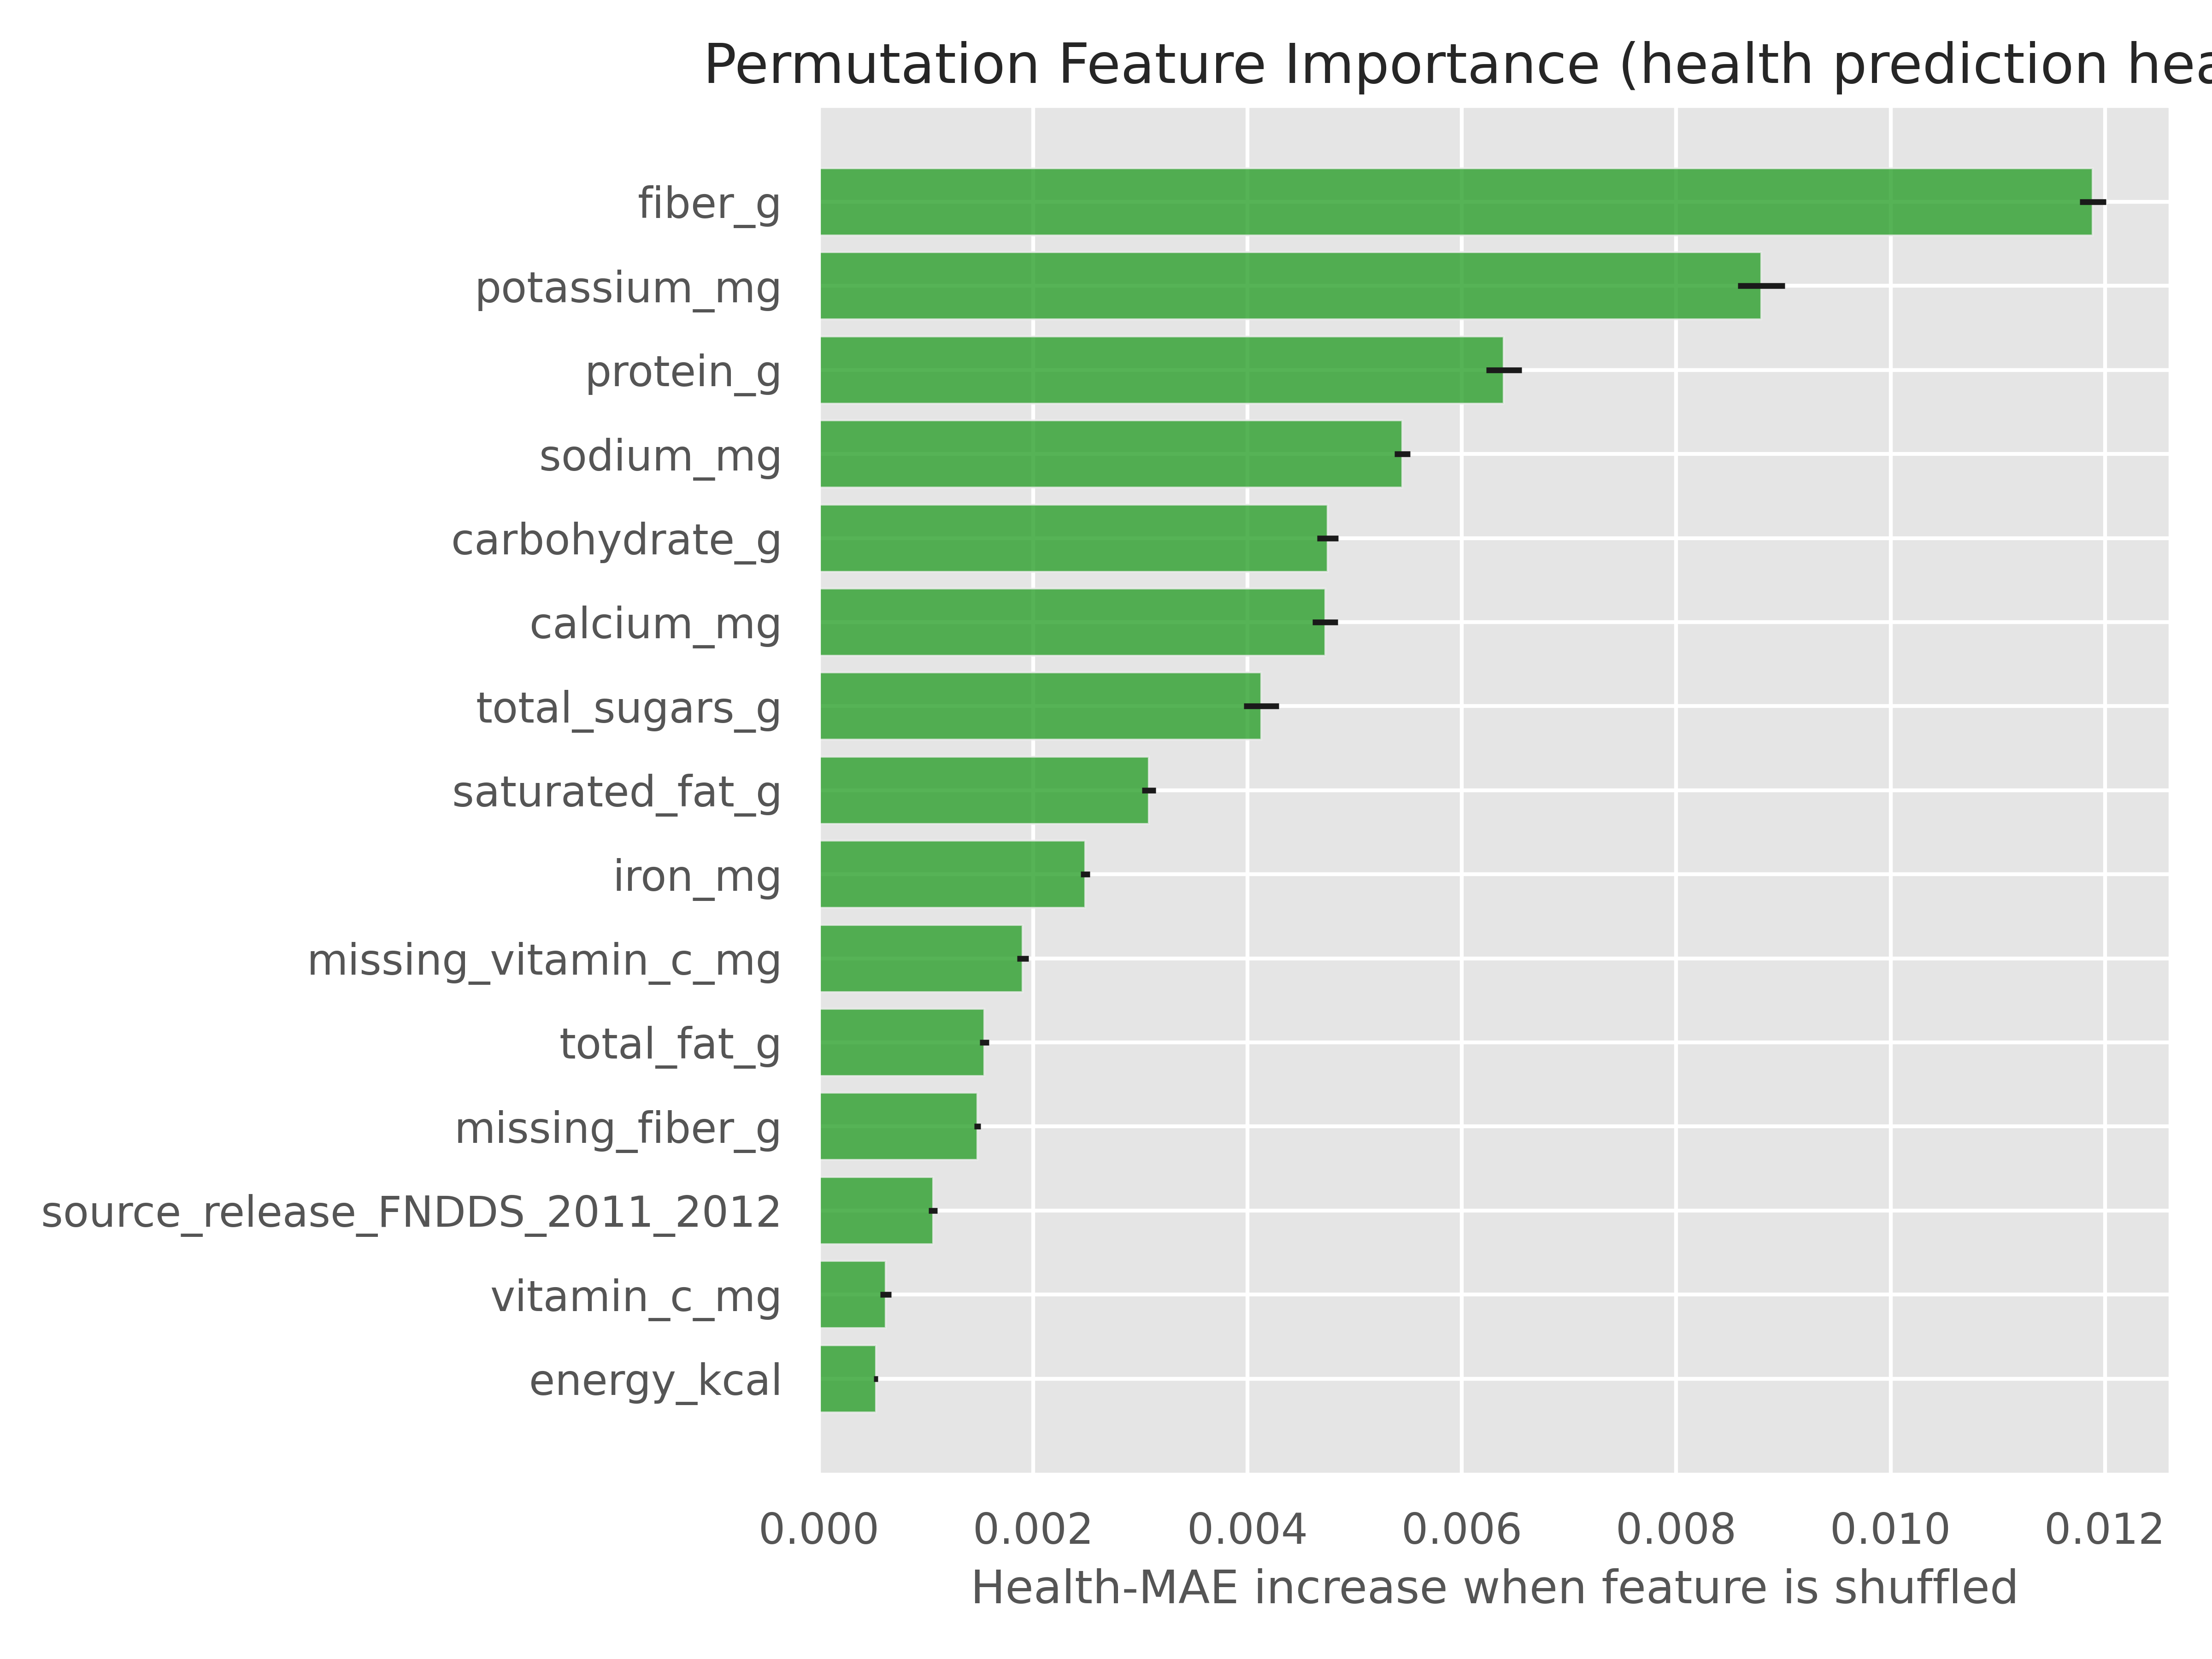 Permutation Feature Importance (health prediction hea
fiber_g
potassium_mg
protein_g
sodium_mg
carbohydrate_g
calcium_mg
total_sugars_g
saturated_fat_g
iron_mg
missing_vitamin_c_mg
total_fat_g
missing_fiber_g
source_release_FNDDS_2011_2012
vitamin_c_mg
energy_kcal
0.000 0.002 0.004 0.006 0.008 0.010 0.012
Health-MAE increase when feature is shuffled